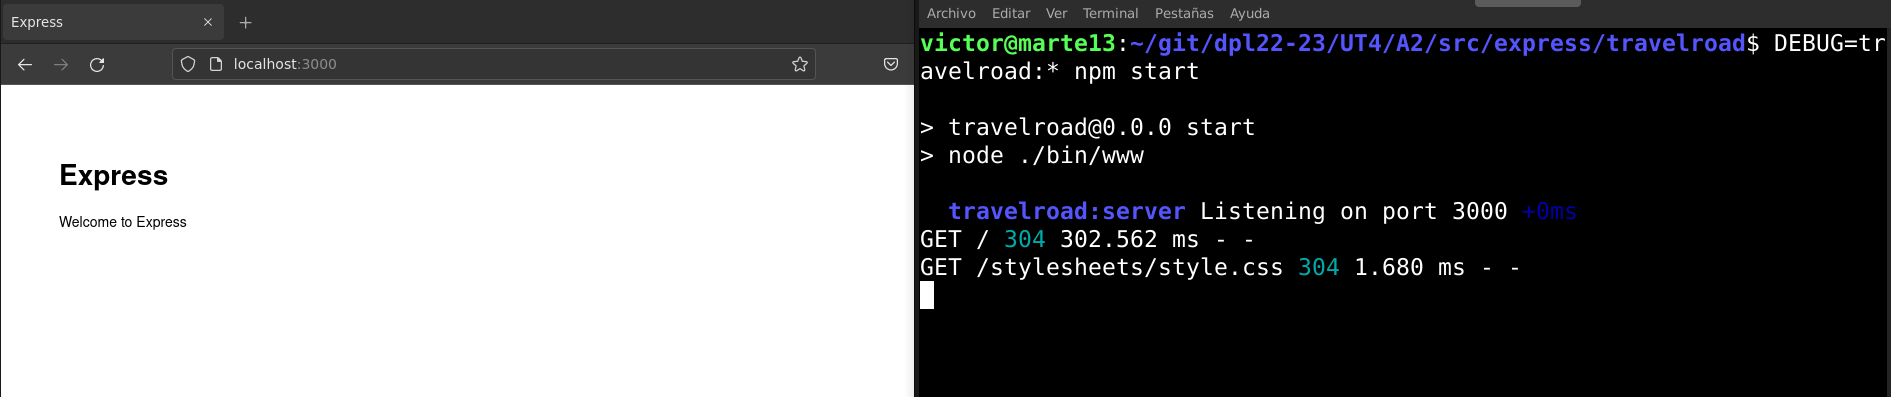 Express
localhost:3000
Express
Welcome to Express
Archivo Editar Ver Terminal Pestañas Ayuda
victor@marte13:~/git/dpl22-23/UT4/A2/src/express/travelroad$ DEBUG=tr
avelroad:* npm start
> travelroad@0.0.0 start
> node ./bin/www
travelroad:server Listening on port 3000 +0ms
GET / 304 302.562 ms - -
GET /stylesheets/style.css 304 1.680 ms - -